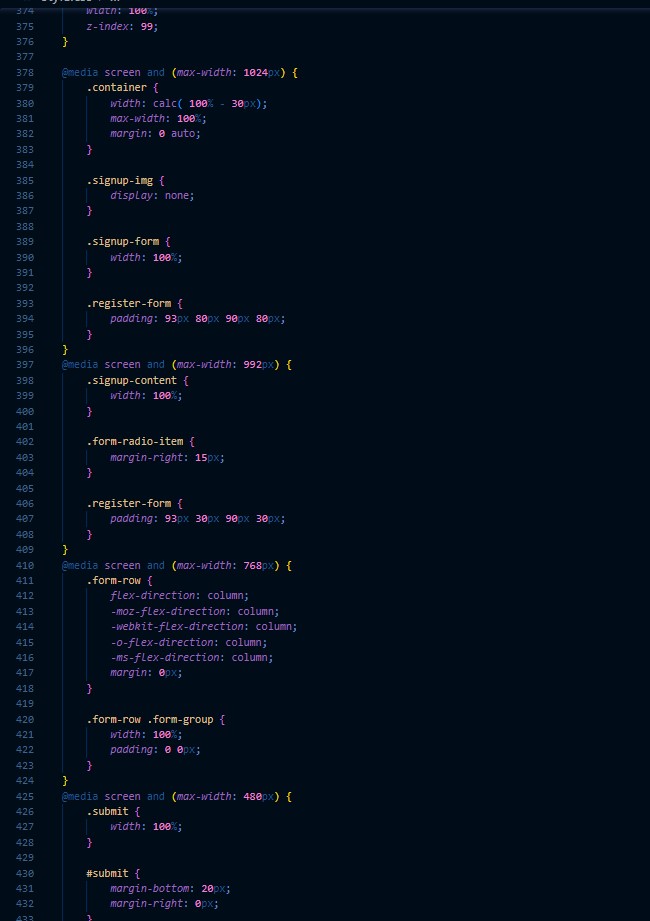 374 width: 100%;
375 z-index: 99;
376 }
377
378 @media screen and (max-width: 1024px) {
379 .container {
380 width: calc( 100% - 30px);
381 max-width: 100%;
382 margin: 0 auto;
383 }
384
385 .signup-img {
386 display: none;
387 }
388
389 .signup-form {
390 width: 100%;
391 }
392
393 .register-form {
394 padding: 93px 80px 90px 80px;
395 }
396 }
397 @media screen and (max-width: 992px) {
398 .signup-content {
399 width: 100%;
400 }
401
402 .form-radio-item {
403 margin-right: 15px;
404 }
405
406 .register-form {
407 padding: 93px 30px 90px 30px;
408 }
409 }
410 @media screen and (max-width: 768px) {
411 .form-row {
412 flex-direction: column;
413 -moz-flex-direction: column;
414 -webkit-flex-direction: column;
415 -o-flex-direction: column;
416 -ms-flex-direction: column;
417 margin: 0px;
418 }
419
420 .form-row .form-group {
421 width: 100%;
422 padding: 0 0px;
423 }
424 }
425 @media screen and (max-width: 480px) {
426 .submit {
427 width: 100%;
428 }
429
430 #submit {
431 margin-bottom: 20px;
432 margin-right: 0px;
433 }